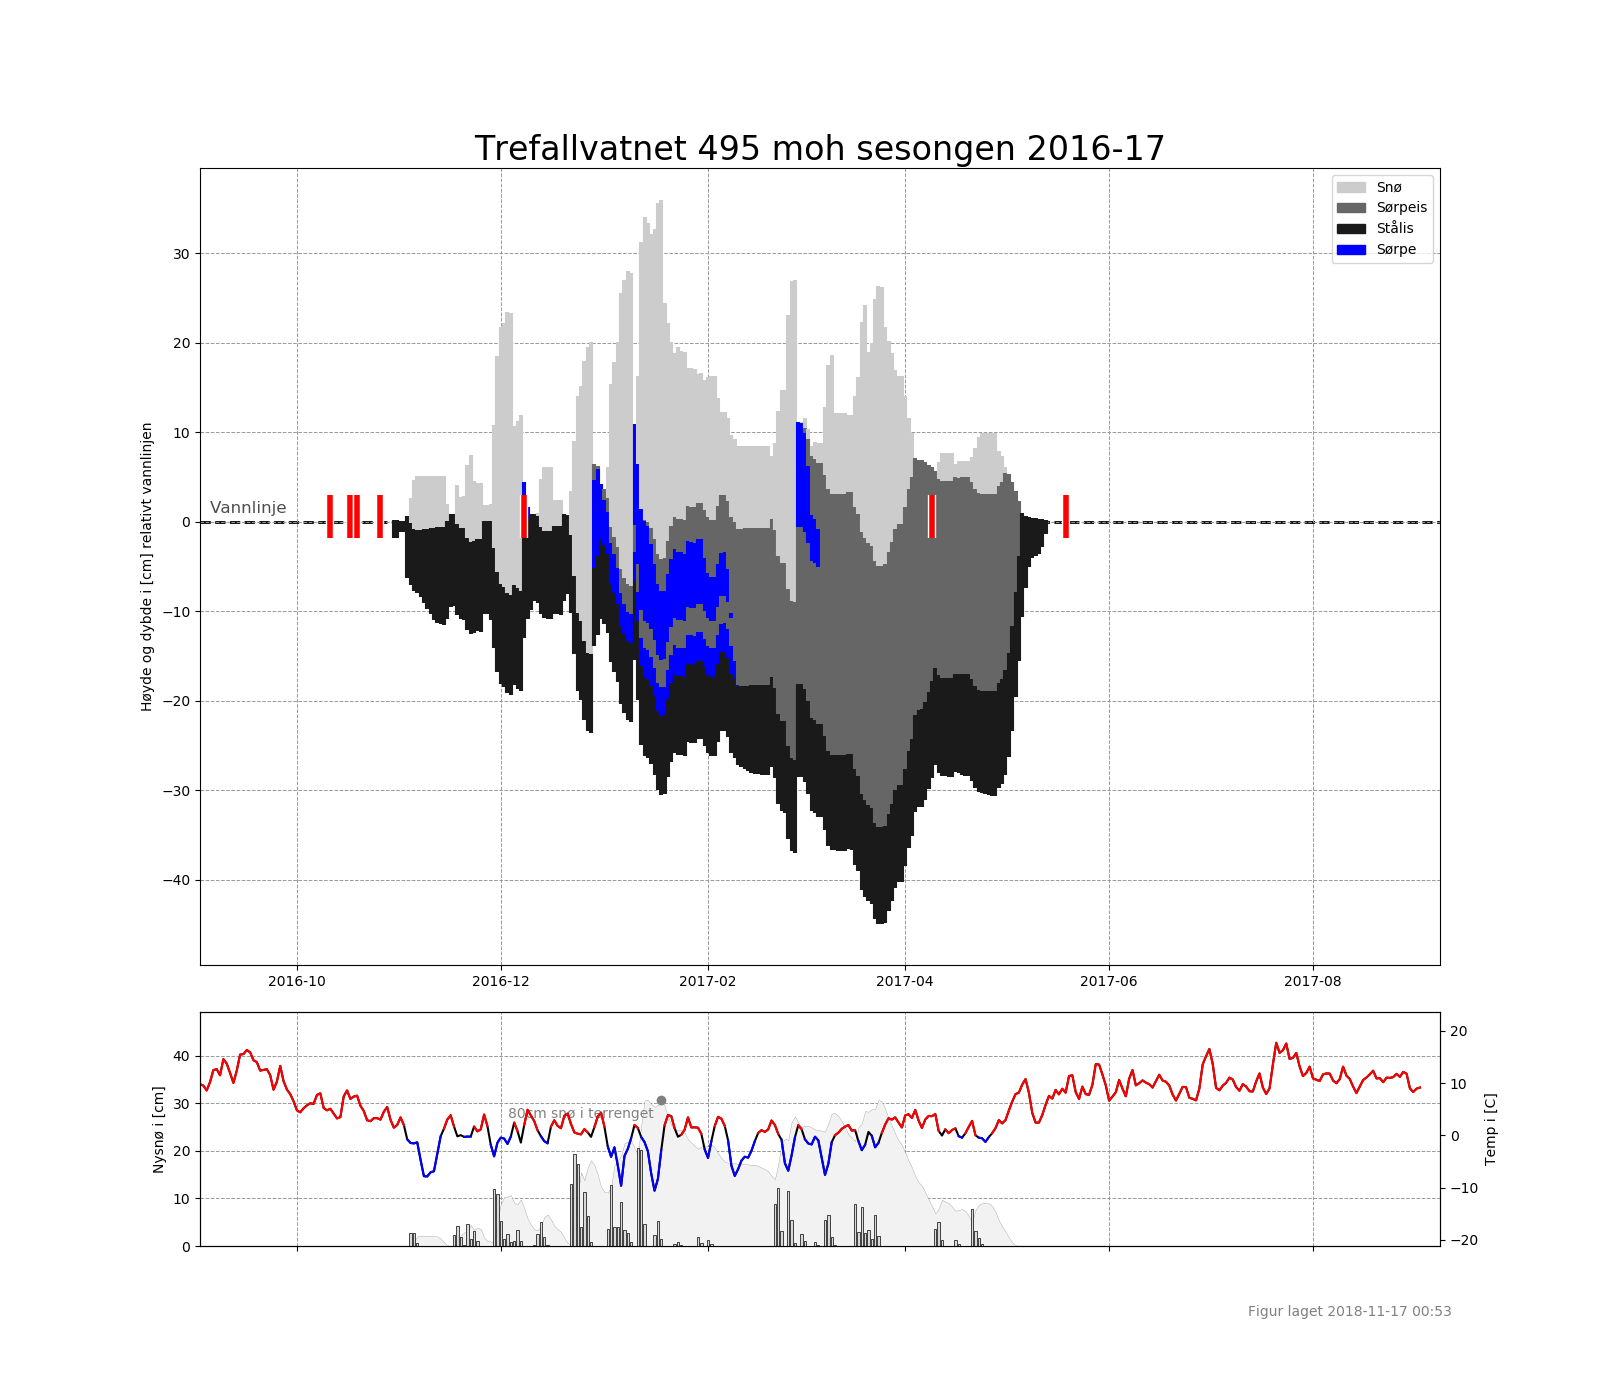 Trefallvatnet 495 moh sesongen 2016-17
Snø
Sørpeis
Stålis
Sørpe
Høyde og dybde i [cm] relativt vannlinjen
30
20
10
0
−10
−20
−30
−40
Vannlinje
2016-10 2016-12 2017-02 2017-04 2017-06 2017-08
Nysnø i [cm]
40
30
20
10
0
80cm snø i terrenget
20
10
0
−10
−20
Temp i [C]
Figur laget 2018-11-17 00:53